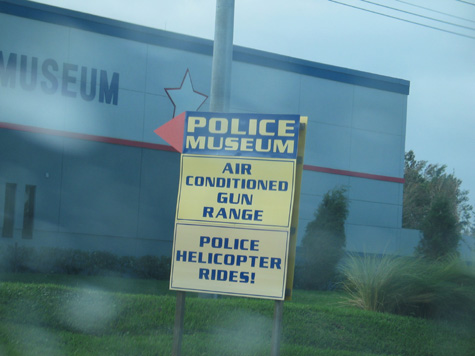 MUSEUM
POLICE
MUSEUM
AIR
CONDITIONED
GUN
RANGE
POLICE
HELICOPTER
RIDES!